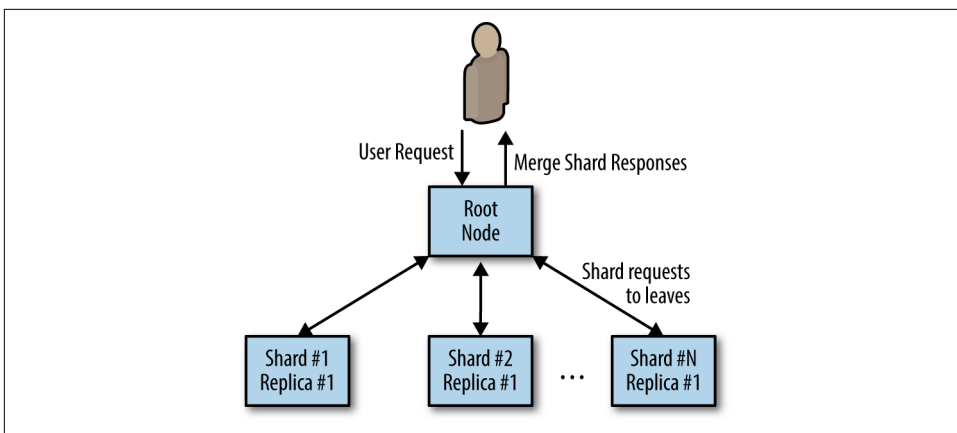 User Request
Merge Shard Responses
Root
Node
Shard requests
to leaves
Shard #1
Replica #1
Shard #2
Replica #1
...
Shard #N
Replica #1